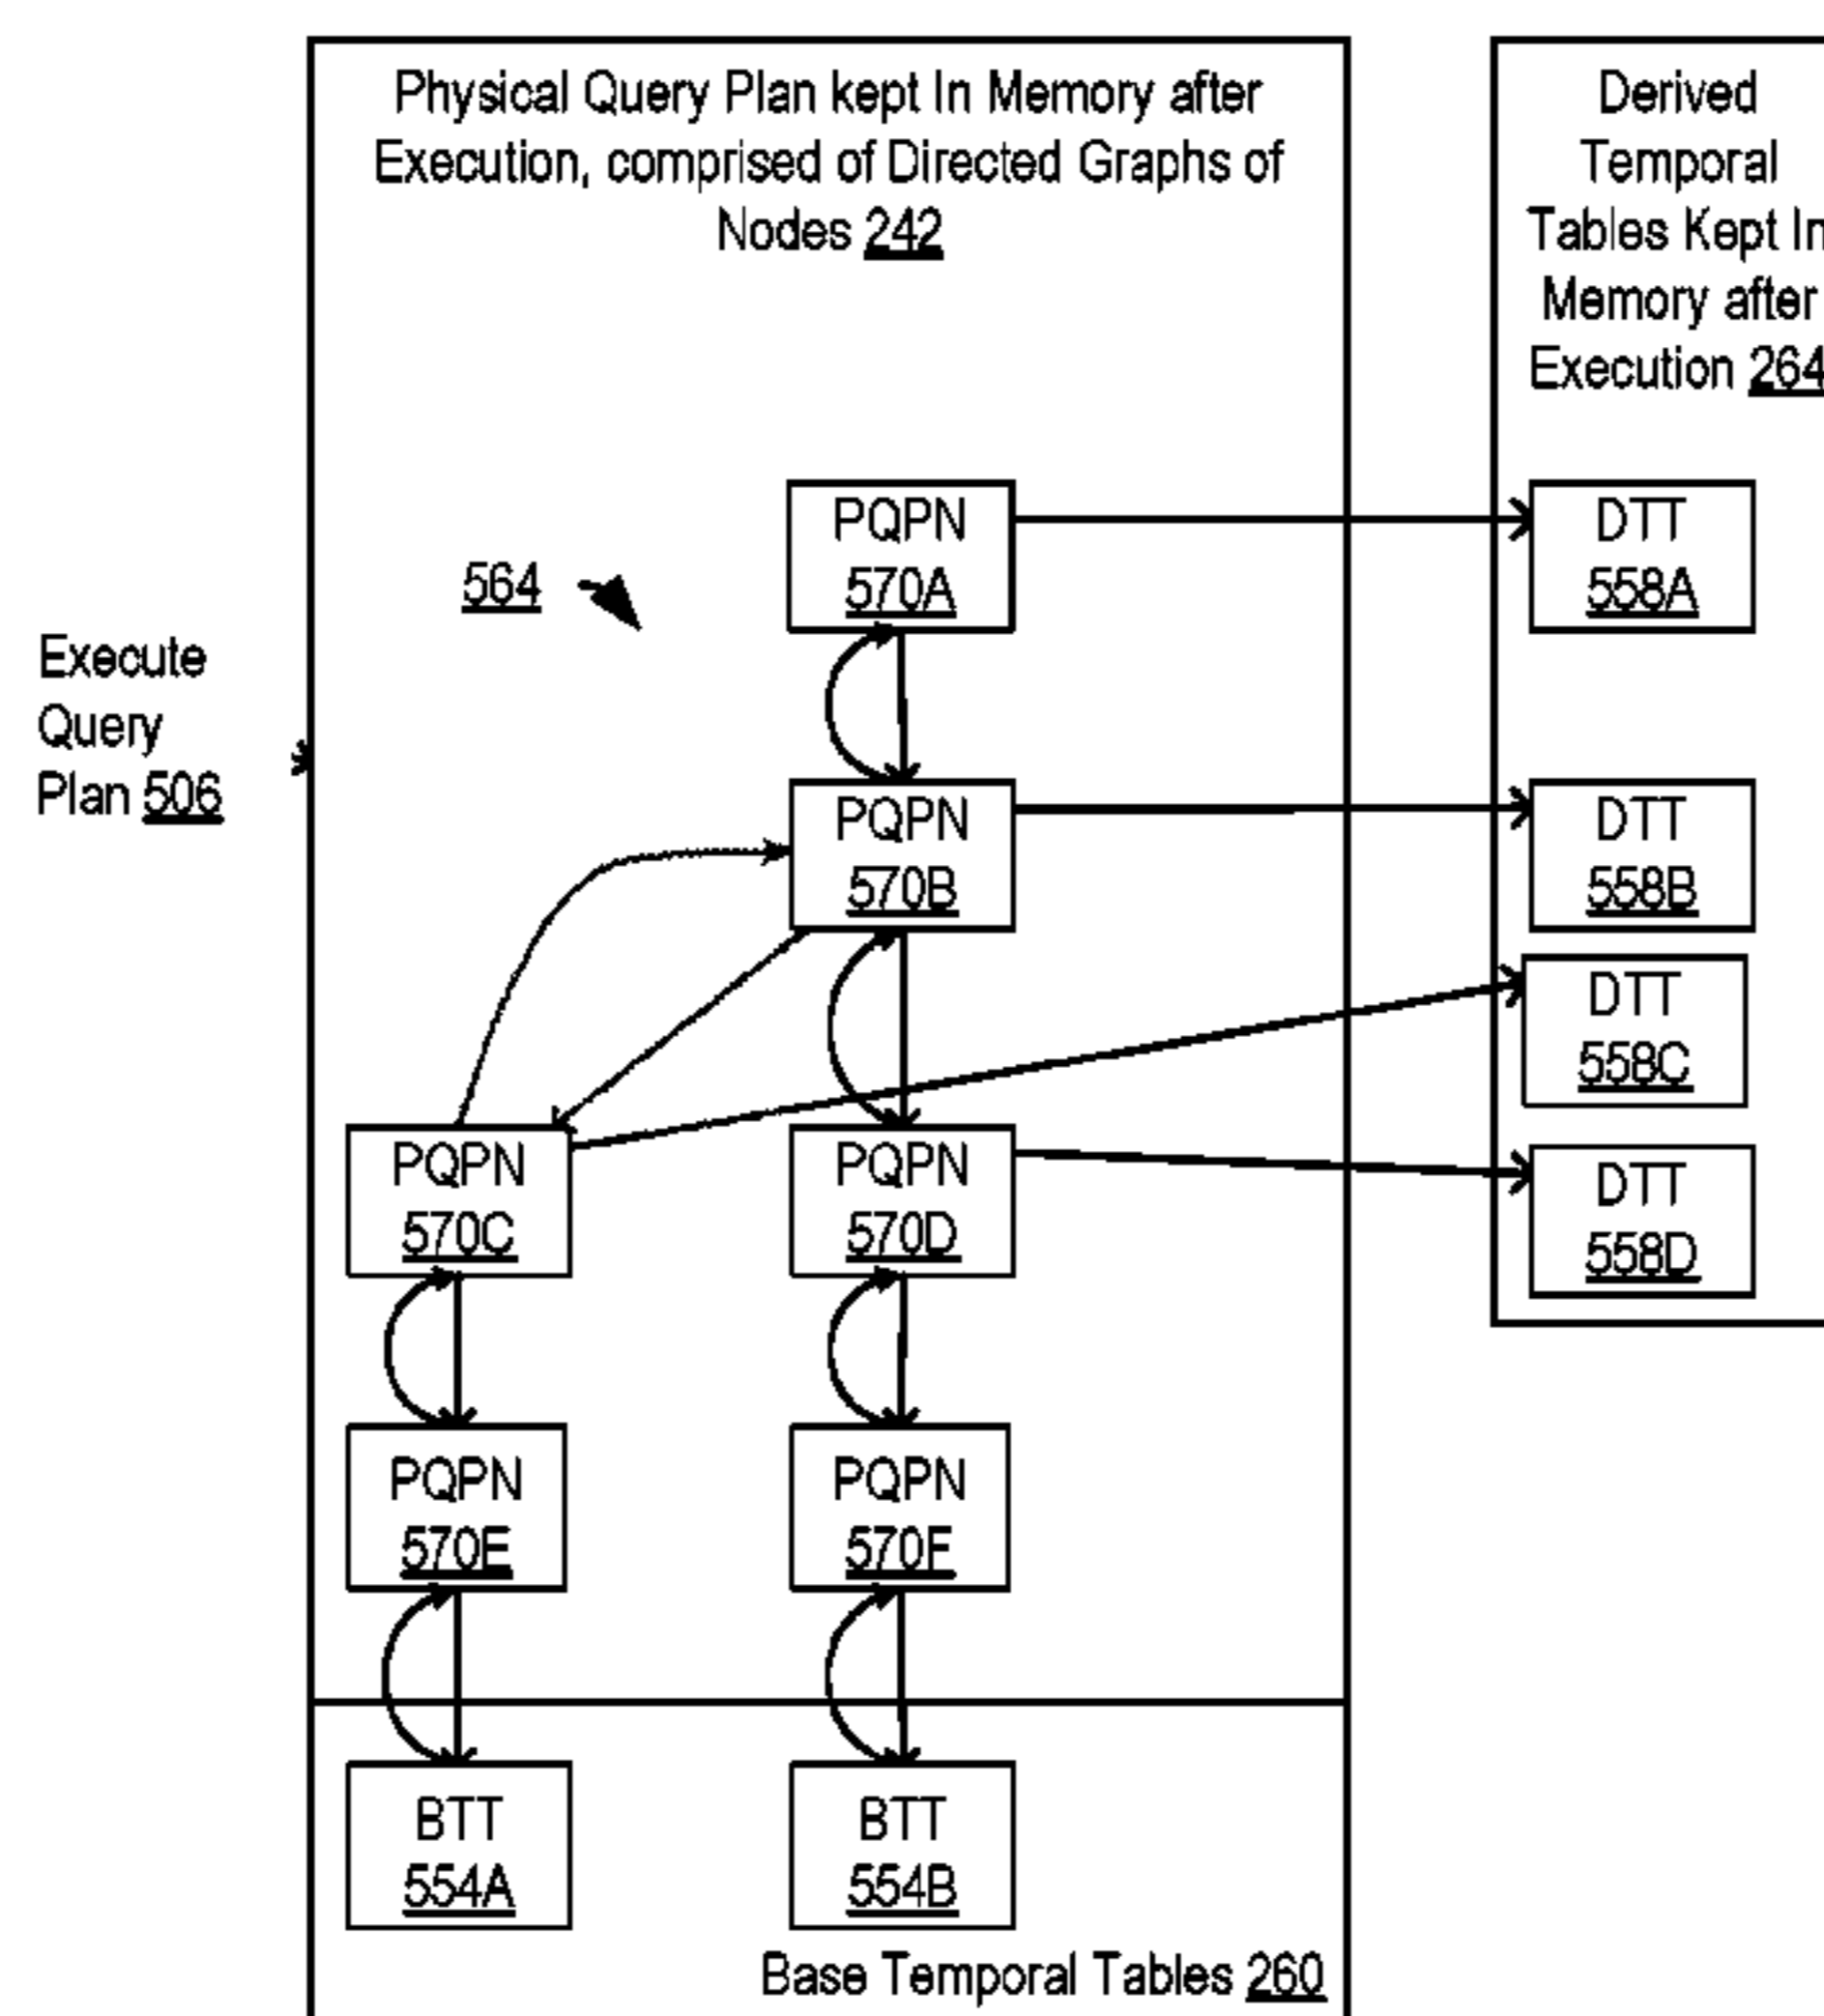 Physical Query Plan kept In Memory after
Execution, comprised of Directed Graphs of
Nodes 242
Derived
Temporal
Tables Kept In
Memory after
Execution 264
PQPN
570A
DTT
558A
564
Execute
Query
Plan 506
PQPN
570B
DTT
558B
DTT
558C
PQPN
570C
PQPN
570D
DTT
558D
PQPN
570E
PQPN
570F
BTT
554A
BTT
554B
Base Temporal Tables 260